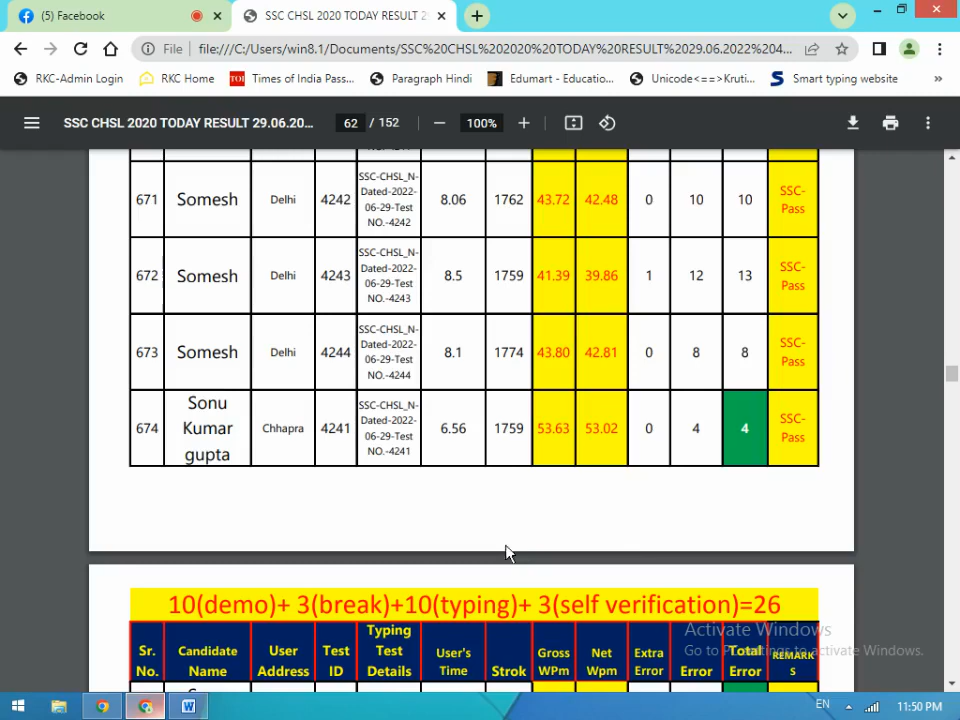 (5) Facebook
SSC CHSL 2020 TODAY RESULT 2
File
file:///C:/Users/win8.1/Documents/SSC%20CHSL%202020%20TODAY%20RESULT%2029.06.2022%204...
RKC-Admin Login
RKC Home
Times of India Pass...
Paragraph Hindi
Edumart - Educatio...
Unicode<==>Kruti...
Smart typing website
»
SSC CHSL 2020 TODAY RESULT 29.06.20...
62 / 152
100%
671 Somesh Delhi 4242 SSC-CHSL_N-
Dated-2022-
06-29-Test
NO.-4242
8.06 1762 43.72 42.48 0 10 10 SSC-
Pass
672 Somesh Delhi 4243 SSC-CHSL_N-
Dated-2022-
06-29-Test
NO.-4243
8.5 1759 41.39 39.86 1 12 13 SSC-
Pass
673 Somesh Delhi 4244 SSC-CHSL_N-
Dated-2022-
06-29-Test
NO.-4244
8.1 1774 43.80 42.81 0 8 8 SSC-
Pass
674 Sonu
Kumar
gupta
Chhapra 4241 SSC-CHSL_N-
Dated-2022-
06-29-Test
NO.-4241
6.56 1759 53.63 53.02 0 4 4 SSC-
Pass
10(demo)+ 3(break)+10(typing)+ 3(self verification)=26
Sr.
No.
Candidate
Name
User
Address
Test
ID
Typing
Test
Details
User's
Time
Strok
Gross
WPm
Net
Wpm
Extra
Error
Error
Total
Error
REMARK
S
Activate Windows
Go to PC settings to activate Windows.
EN
11:50 PM